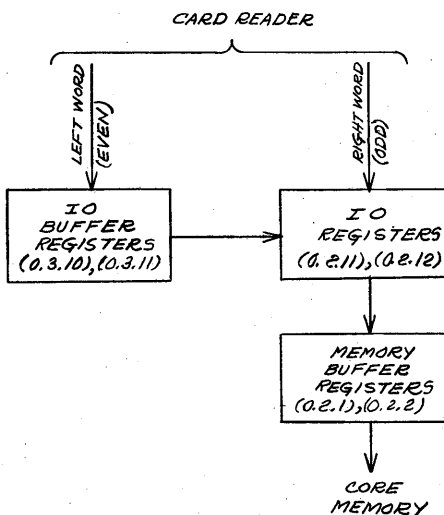 CARD READER
LEFT WORD
(EVEN)
RIGHT WORD
(ODD)
IO
BUFFER
REGISTERS
(0.3.10),(0.3.11)
IO
REGISTERS
(0.2.11),(0.2.12)
MEMORY
BUFFER
REGISTERS
(0.2.1),(0.2.2)
CORE
MEMORY